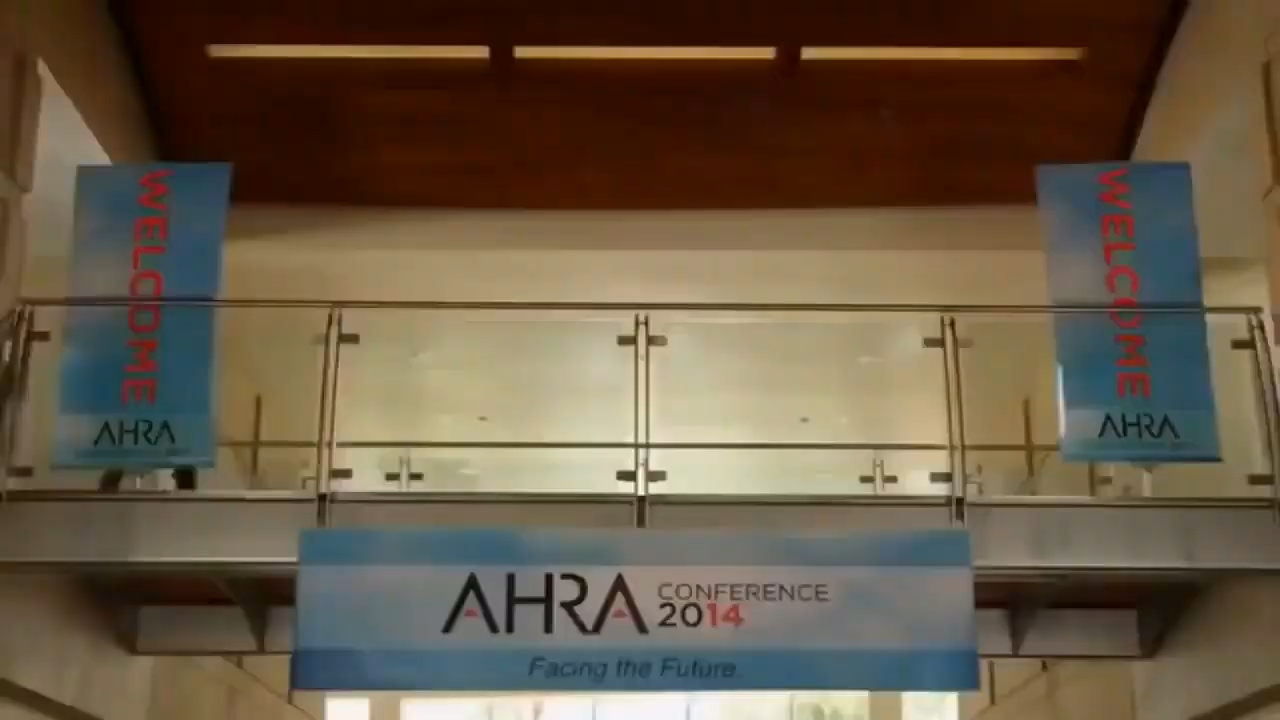 WELCOME
AHRA
WELCOME
AHRA
AHRA CONFERENCE
2014
Facing the Future.